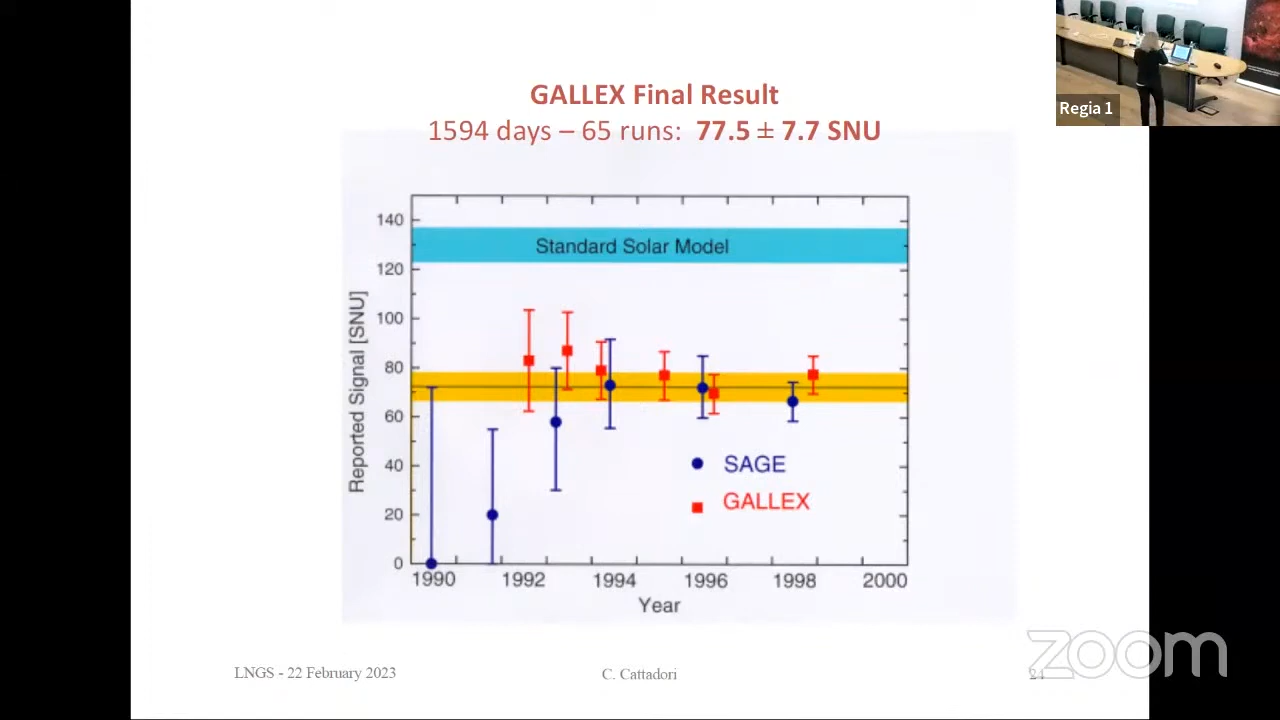 GALLEX Final Result
1594 days – 65 runs: 77.5 ± 7.7 SNU
Regia 1
140
120
100
80
60
40
20
0
Reported Signal [SNU]
Standard Solar Model
SAGE
GALLEX
1990 1992 1994 1996 1998 2000
Year
LNGS - 22 February 2023
C. Cattadori
24
zoom